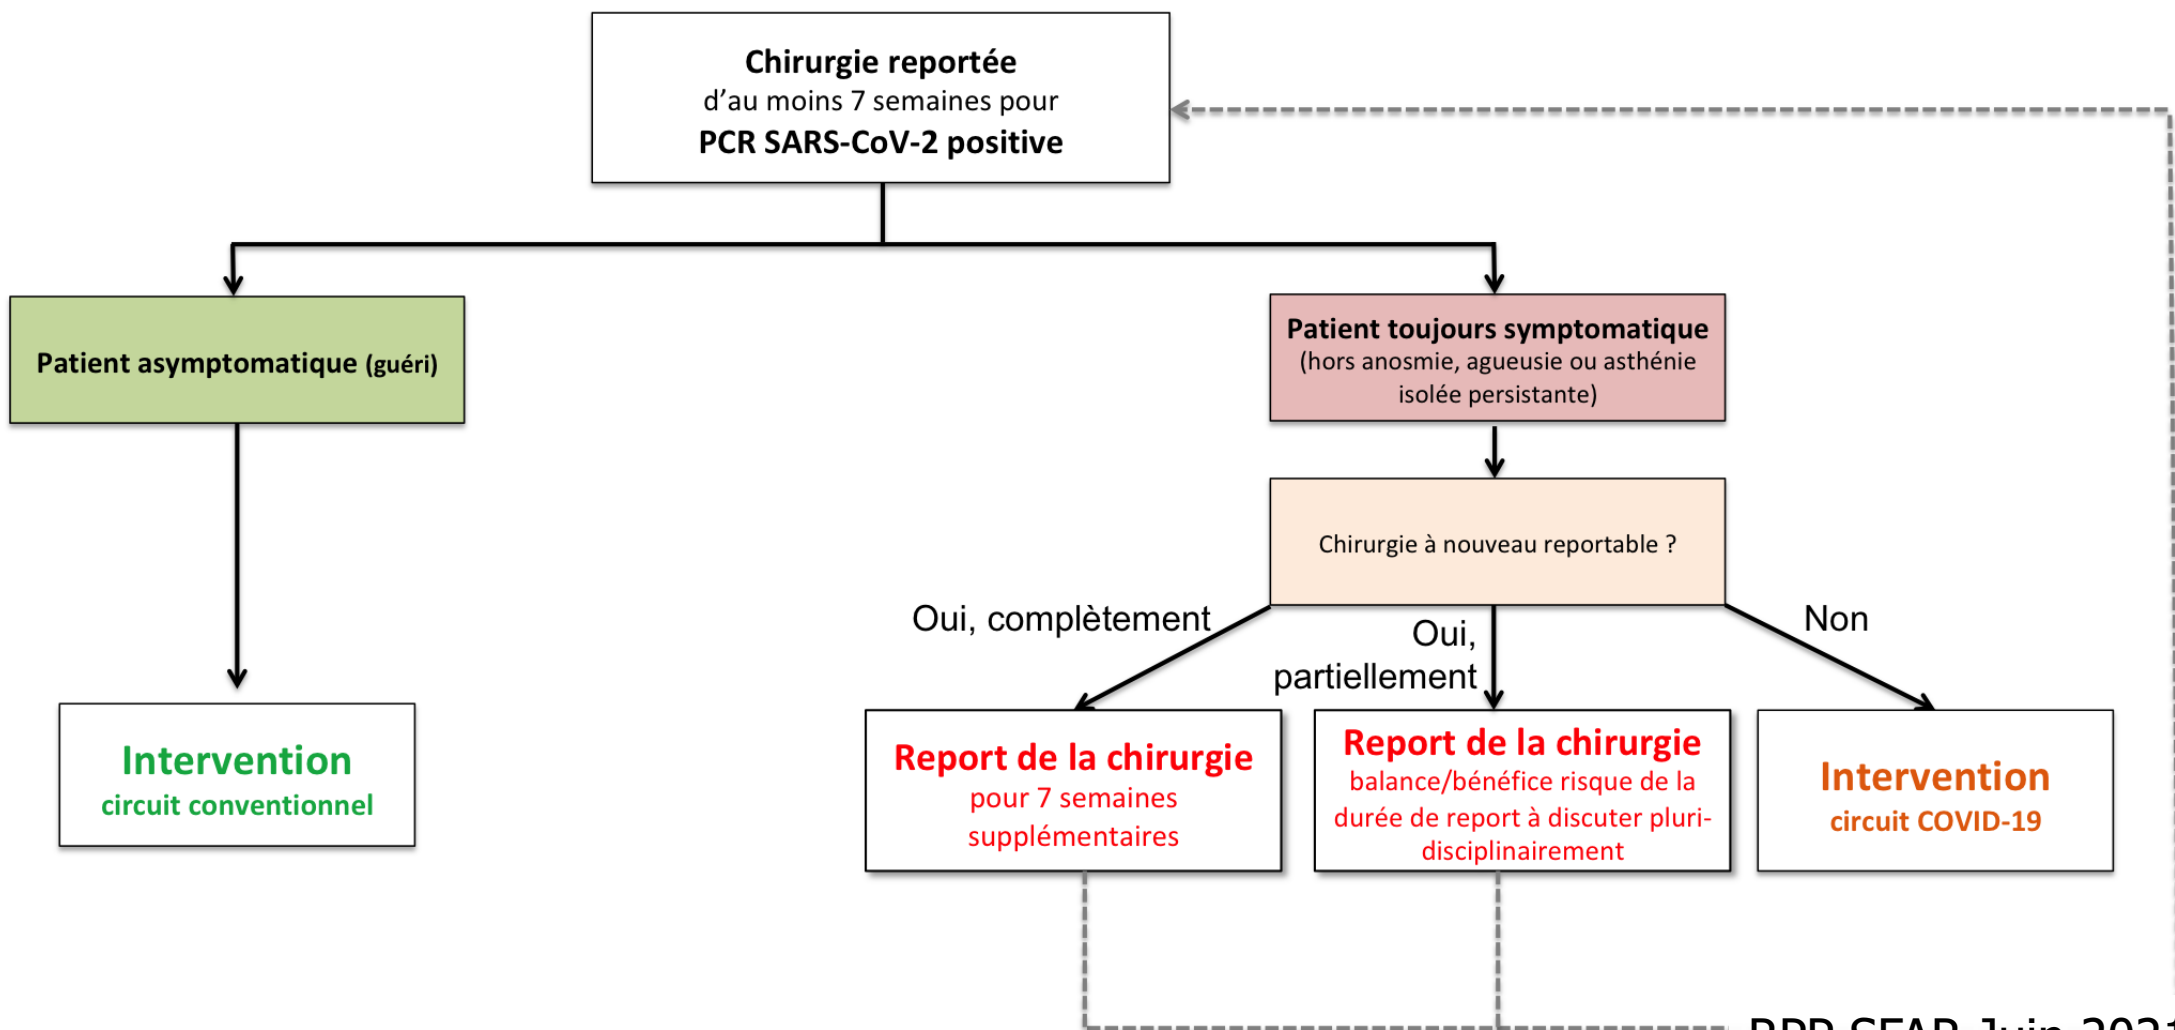 Chirurgie reportée
d'au moins 7 semaines pour
PCR SARS-CoV-2 positive
Patient asymptomatique (guéri)
Patient toujours symptomatique
(hors anosmie, agueusie ou asthénie
isolée persistante)
Chirurgie à nouveau reportable ?
Oui, complètement
Oui,
partiellement
Non
Intervention
circuit conventionnel
Report de la chirurgie
pour 7 semaines
supplémentaires
Report de la chirurgie
balance/bénéfice risque de la
durée de report à discuter pluri-
disciplinairement
Intervention
circuit COVID-19
RPP SFAR Juin